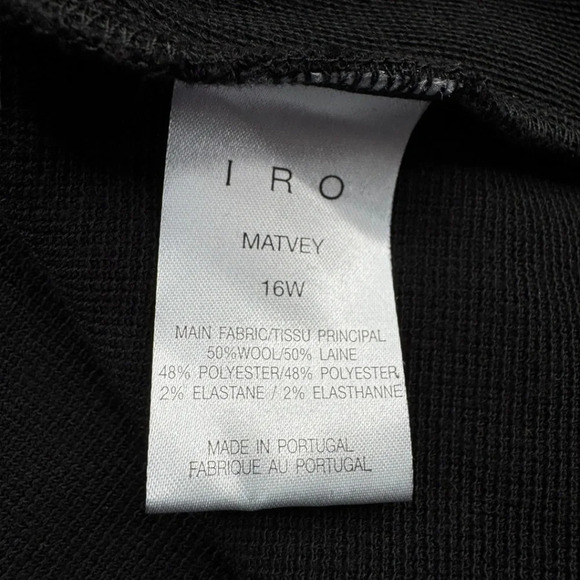 IRO
MATVEY
16W
MAIN FABRIC/TISSU PRINCIPAL
50%WOOL/50% LAINE
48% POLYESTER/48% POLYESTER
2% ELASTANE / 2% ELASTHANNE
MADE IN PORTUGAL
FABRIQUE AU PORTUGAL